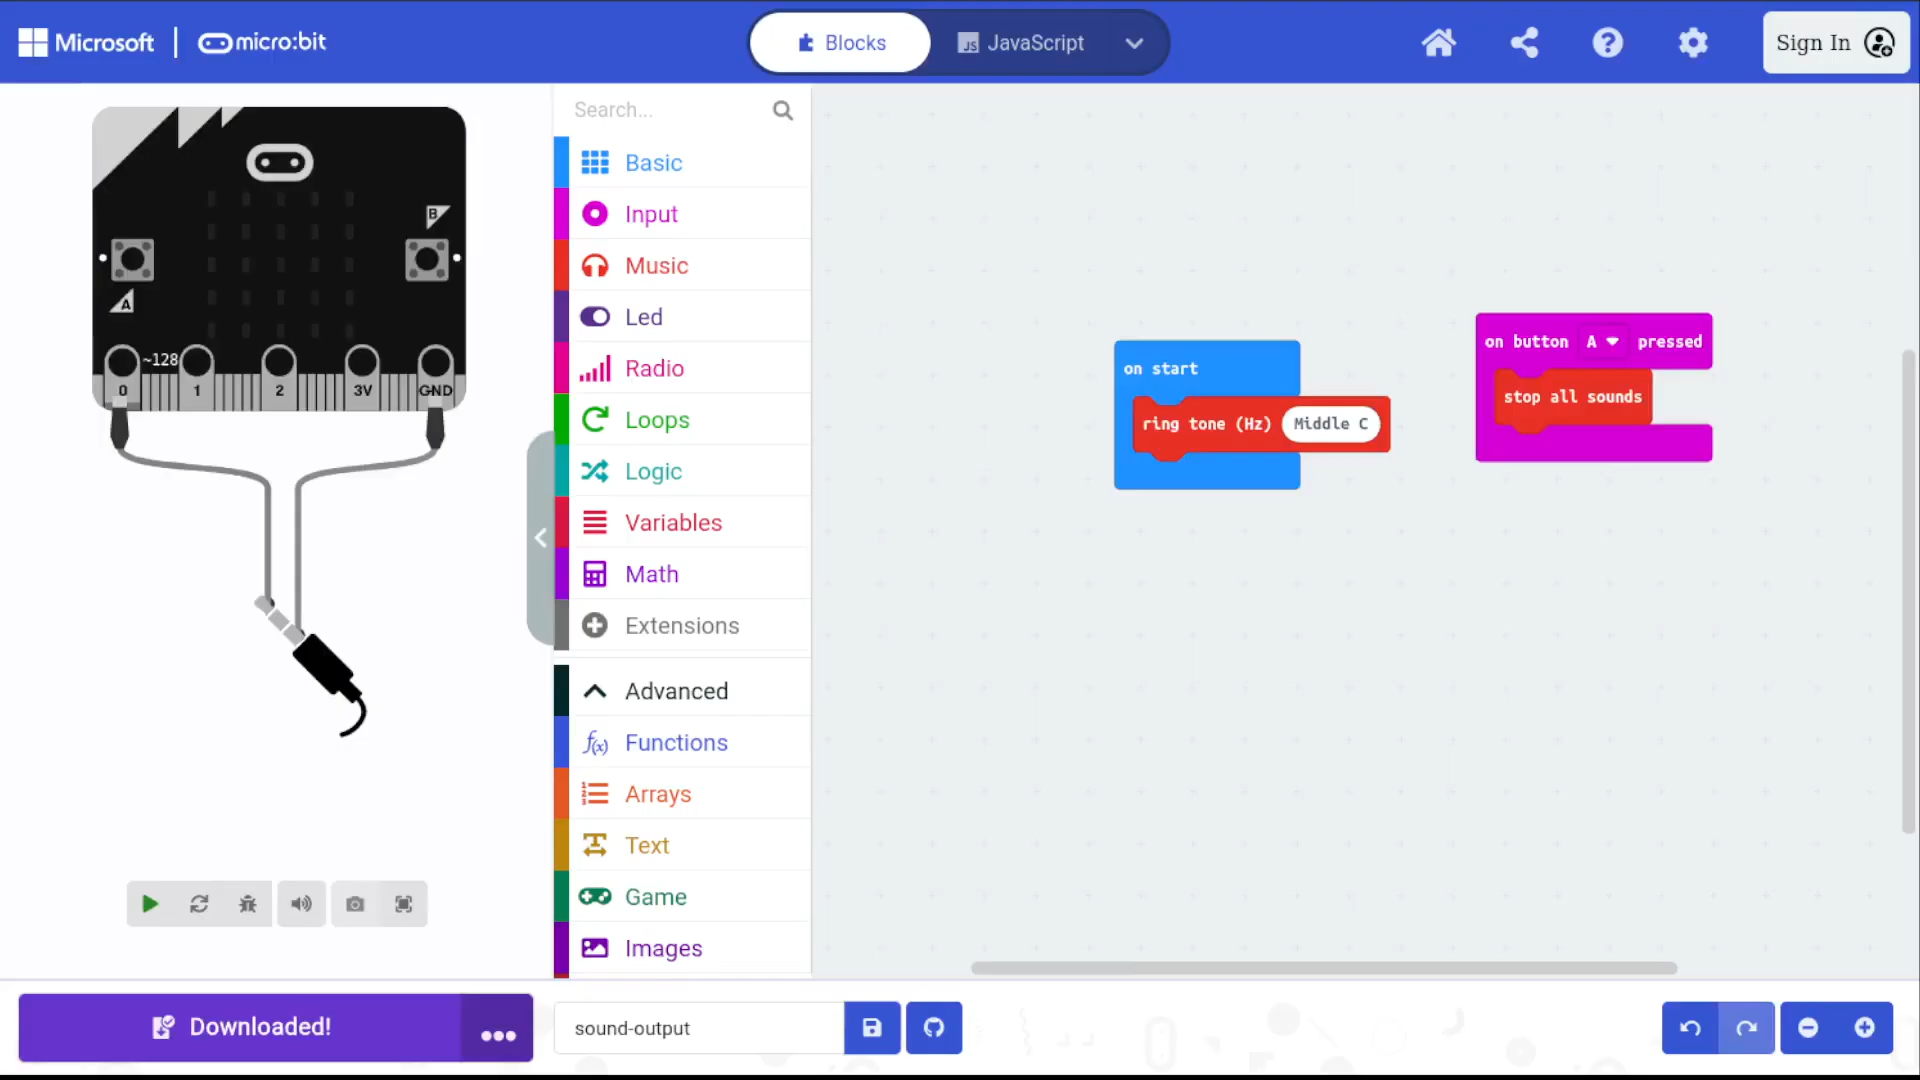 Microsoft | micro:bit
Blocks
JavaScript
Sign In
B
A
~128
0 1 2 3V GND
Search...
Basic
Input
Music
Led
Radio
Loops
Logic
Variables
Math
Extensions
Advanced
Functions
Arrays
Text
Game
Images
on start
ring tone (Hz) Middle C
on button A pressed
stop all sounds
Downloaded!
sound-output